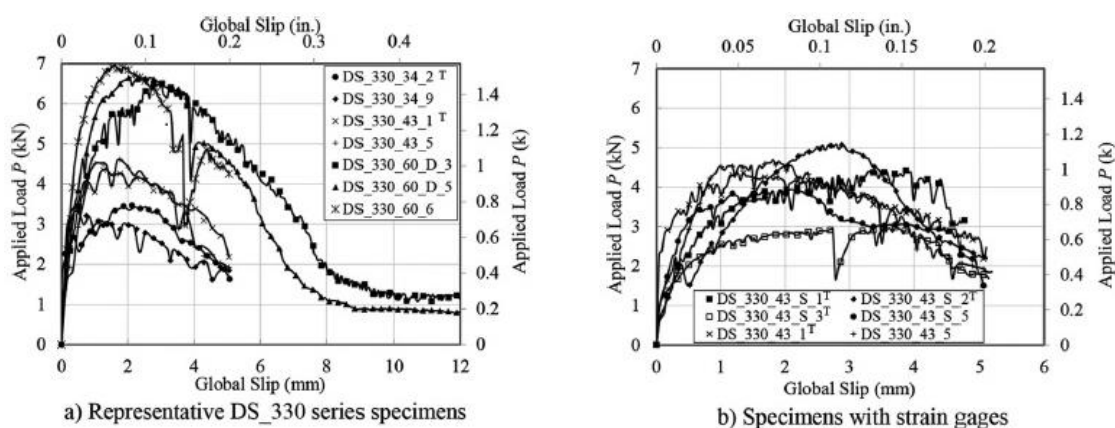 Global Slip (in.)
0 0.1 0.2 0.3 0.4
7
6
5
4
3
2
1
0
Applied Load P (kN)
DS_330_34_2 T
DS_330_34_9
DS_330_43_1 T
DS_330_43_5
DS_330_60_D_3
DS_330_60_D_5
DS_330_60_6
1.4
1.2
1
0.8
0.6
0.4
0.2
0
Applied Load P (k)
0 2 4 6 8 10 12
Global Slip (mm)
a) Representative DS_330 series specimens
Global Slip (in.)
0 0.05 0.1 0.15 0.2
7
6
5
4
3
2
1
0
Applied Load P (kN)
1.4
1.2
1
0.8
0.6
0.4
0.2
0
Applied Load P (k)
DS_330_43_S_1T DS_330_43_S_2T
DS_330_43_S_3T DS_330_43_S_5
DS_330_43_1T DS_330_43_5
0 1 2 3 4 5 6
Global Slip (mm)
b) Specimens with strain gages